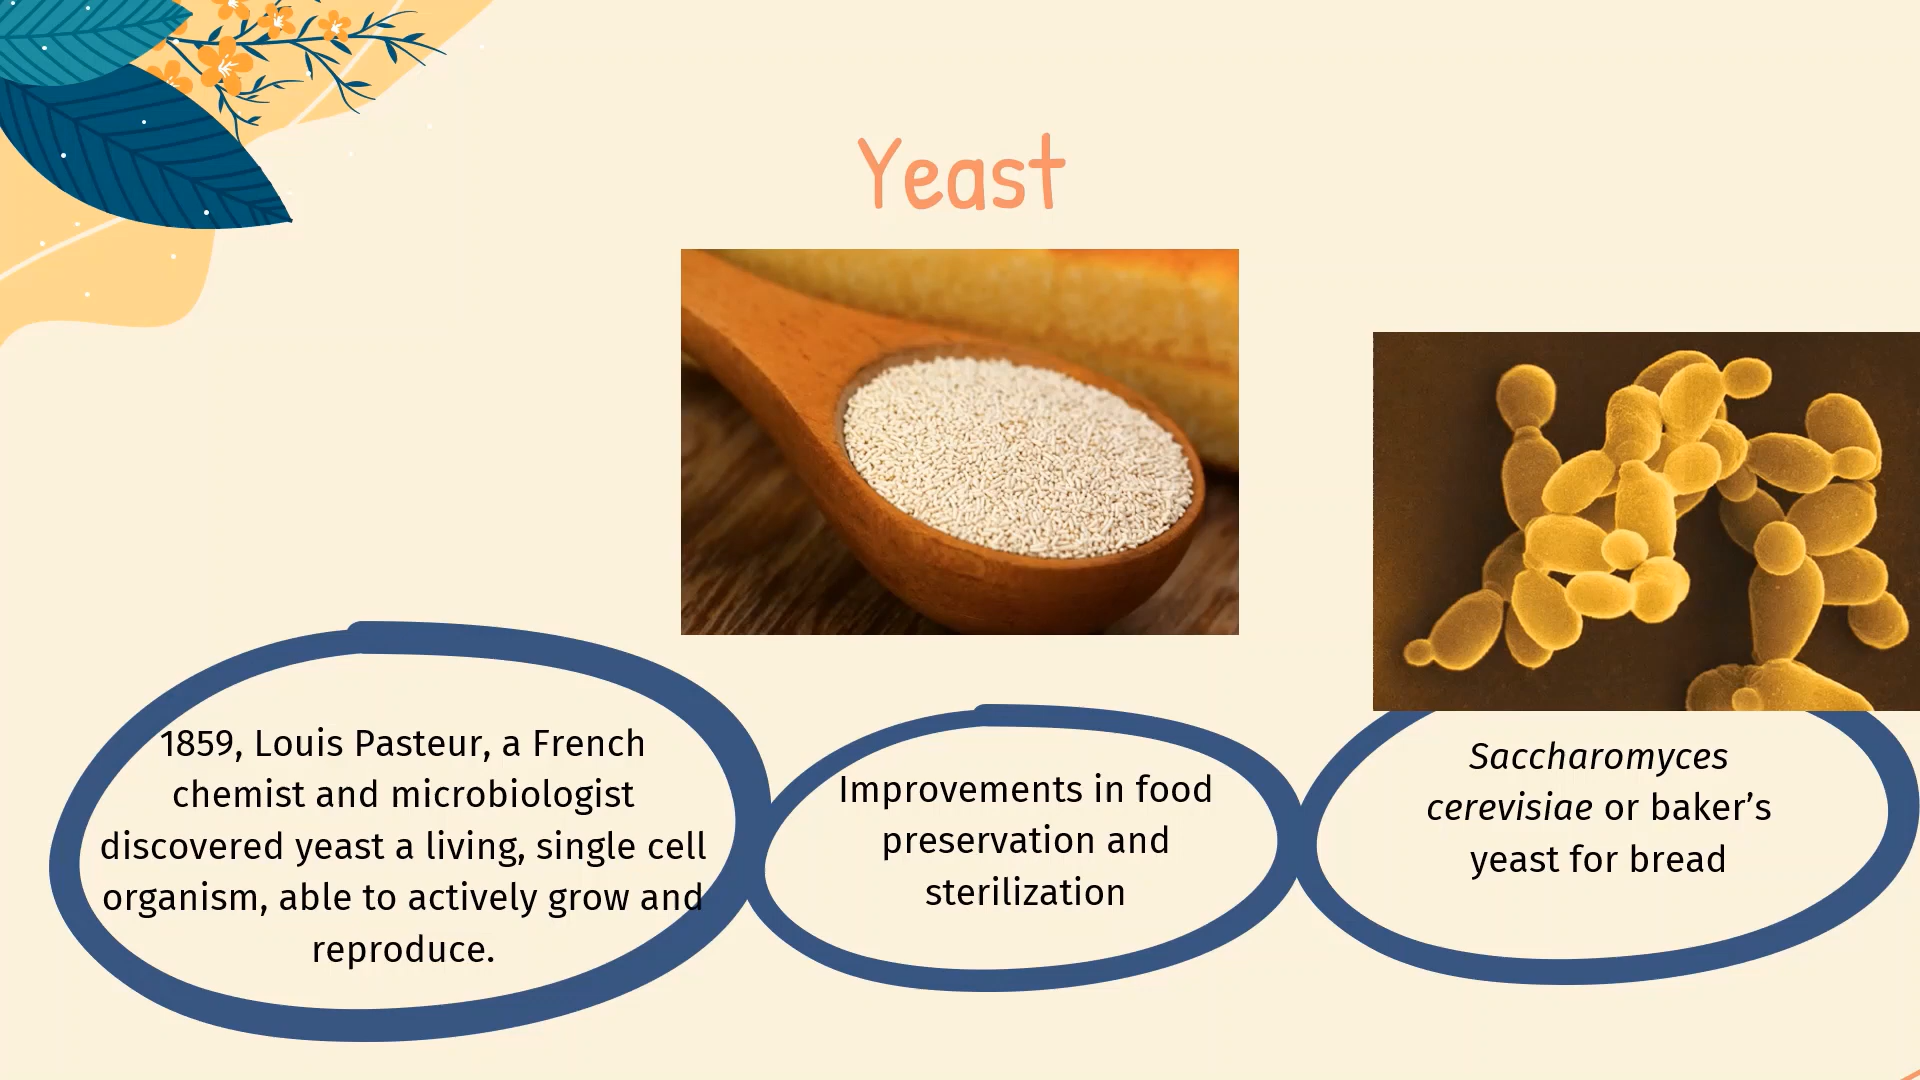 Yeast
1859, Louis Pasteur, a French
chemist and microbiologist
discovered yeast a living, single cell
organism, able to actively grow and
reproduce.
Improvements in food
preservation and
sterilization
Saccharomyces
cerevisiae or baker’s
yeast for bread